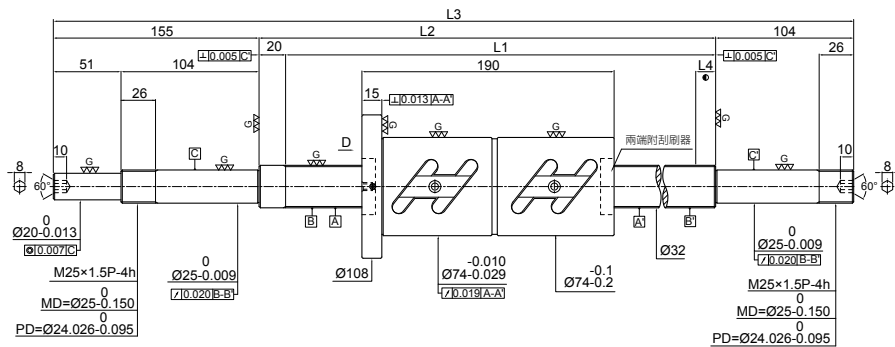 L3
155
L2
104
20
L1
⊥ 0.005 C'
⊥ 0.005 C'
51
104
190
L4
26
26
15
⊥ 0.013 A-A'
G
G
G
D
G
G
G
兩端附刮刷器
C
G
G
C'
G
10
10
8
8
60°
60°
B
A
A'
B'
0
Ø20-0.013
◎ 0.007 C
0
Ø25-0.009
↗ 0.020 B-B'
M25×1.5P-4h
0
MD=Ø25-0.150
0
PD=Ø24.026-0.095
Ø108
-0.010
Ø74-0.029
↗ 0.019 A-A'
-0.1
Ø74-0.2
Ø32
0
Ø25-0.009
↗ 0.020 B-B'
M25×1.5P-4h
0
MD=Ø25-0.150
0
PD=Ø24.026-0.095